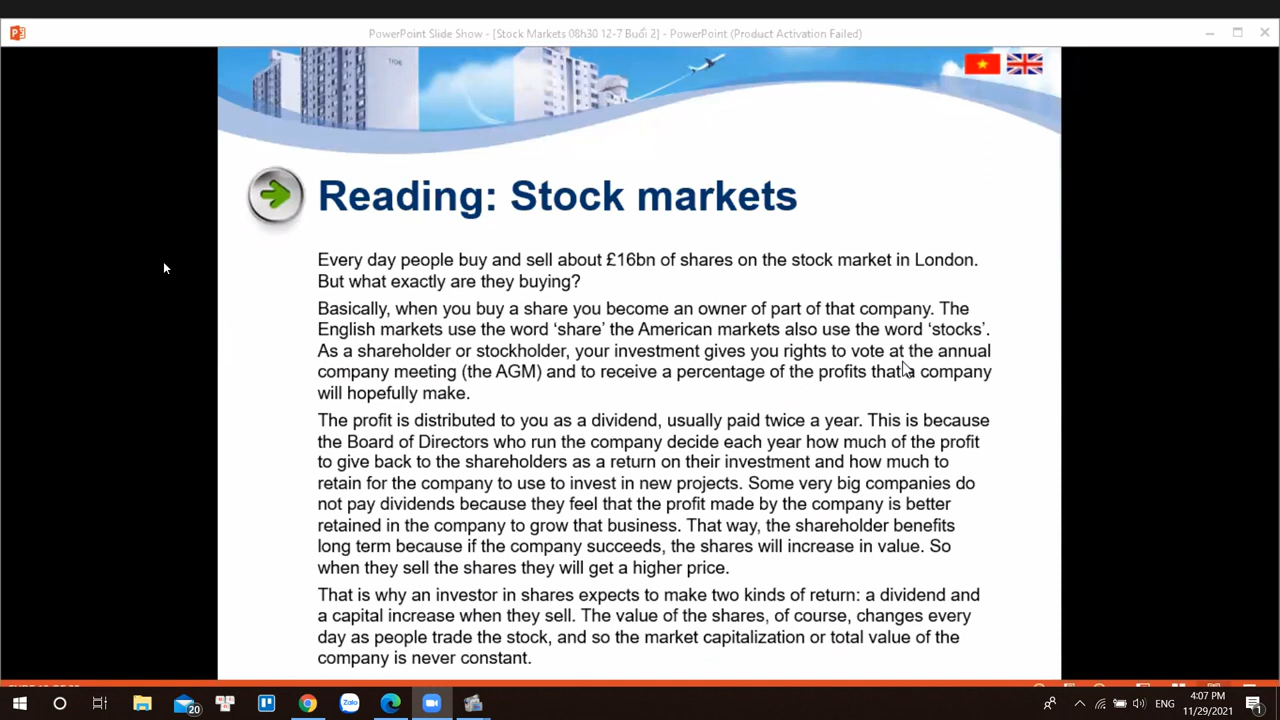 PowerPoint Slide Show - [Stock Markets 08h30 12-7 Buổi 2] - PowerPoint (Product Activation Failed)
Reading: Stock markets
Every day people buy and sell about £16bn of shares on the stock market in London.
But what exactly are they buying?
Basically, when you buy a share you become an owner of part of that company. The
English markets use the word ‘share’ the American markets also use the word ‘stocks’.
As a shareholder or stockholder, your investment gives you rights to vote at the annual
company meeting (the AGM) and to receive a percentage of the profits that a company
will hopefully make.
The profit is distributed to you as a dividend, usually paid twice a year. This is because
the Board of Directors who run the company decide each year how much of the profit
to give back to the shareholders as a return on their investment and how much to
retain for the company to use to invest in new projects. Some very big companies do
not pay dividends because they feel that the profit made by the company is better
retained in the company to grow that business. That way, the shareholder benefits
long term because if the company succeeds, the shares will increase in value. So
when they sell the shares they will get a higher price.
That is why an investor in shares expects to make two kinds of return: a dividend and
a capital increase when they sell. The value of the shares, of course, changes every
day as people trade the stock, and so the market capitalization or total value of the
company is never constant.
20
Zalo
ENG
4:07 PM
11/29/2021
1